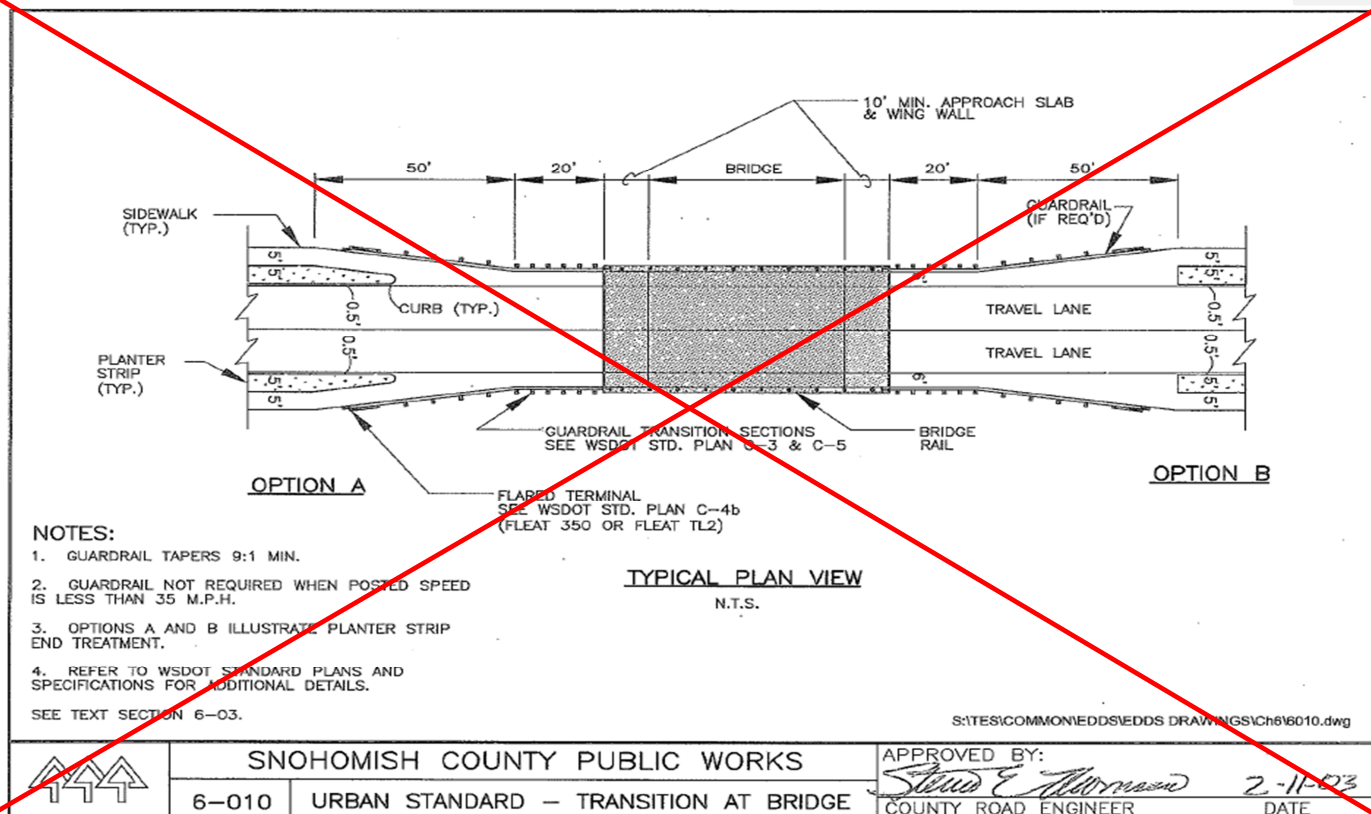 10' MIN. APPROACH SLAB
& WING WALL
50'
20'
BRIDGE
20'
50'
SIDEWALK
(TYP.)
GUARDRAIL
(IF REQ'D)
5'
5'
0.5'
CURB (TYP.)
6'
5'
5'
0.5'
TRAVEL LANE
TRAVEL LANE
PLANTER
STRIP
(TYP.)
0.5'
5'
5'
6'
0.5'
5'
5'
GUARDRAIL TRANSITION SECTIONS
SEE WSDOT STD. PLAN C-3 & C-5
BRIDGE
RAIL
OPTION A
OPTION B
FLARED TERMINAL
SEE WSDOT STD. PLAN C-4b
(FLEAT 350 OR FLEAT TL2)
NOTES:
1. GUARDRAIL TAPERS 9:1 MIN.
2. GUARDRAIL NOT REQUIRED WHEN POSTED SPEED
IS LESS THAN 35 M.P.H.
3. OPTIONS A AND B ILLUSTRATE PLANTER STRIP
END TREATMENT.
4. REFER TO WSDOT STANDARD PLANS AND
SPECIFICATIONS FOR ADDITIONAL DETAILS.
SEE TEXT SECTION 6-03.
TYPICAL PLAN VIEW
N.T.S.
S:\TES\COMMON\EDDS\EDDS DRAWINGS\Ch6\6010.dwg
SNOHOMISH COUNTY PUBLIC WORKS
6-010 URBAN STANDARD - TRANSITION AT BRIDGE
APPROVED BY:
2-11-03
COUNTY ROAD ENGINEER DATE